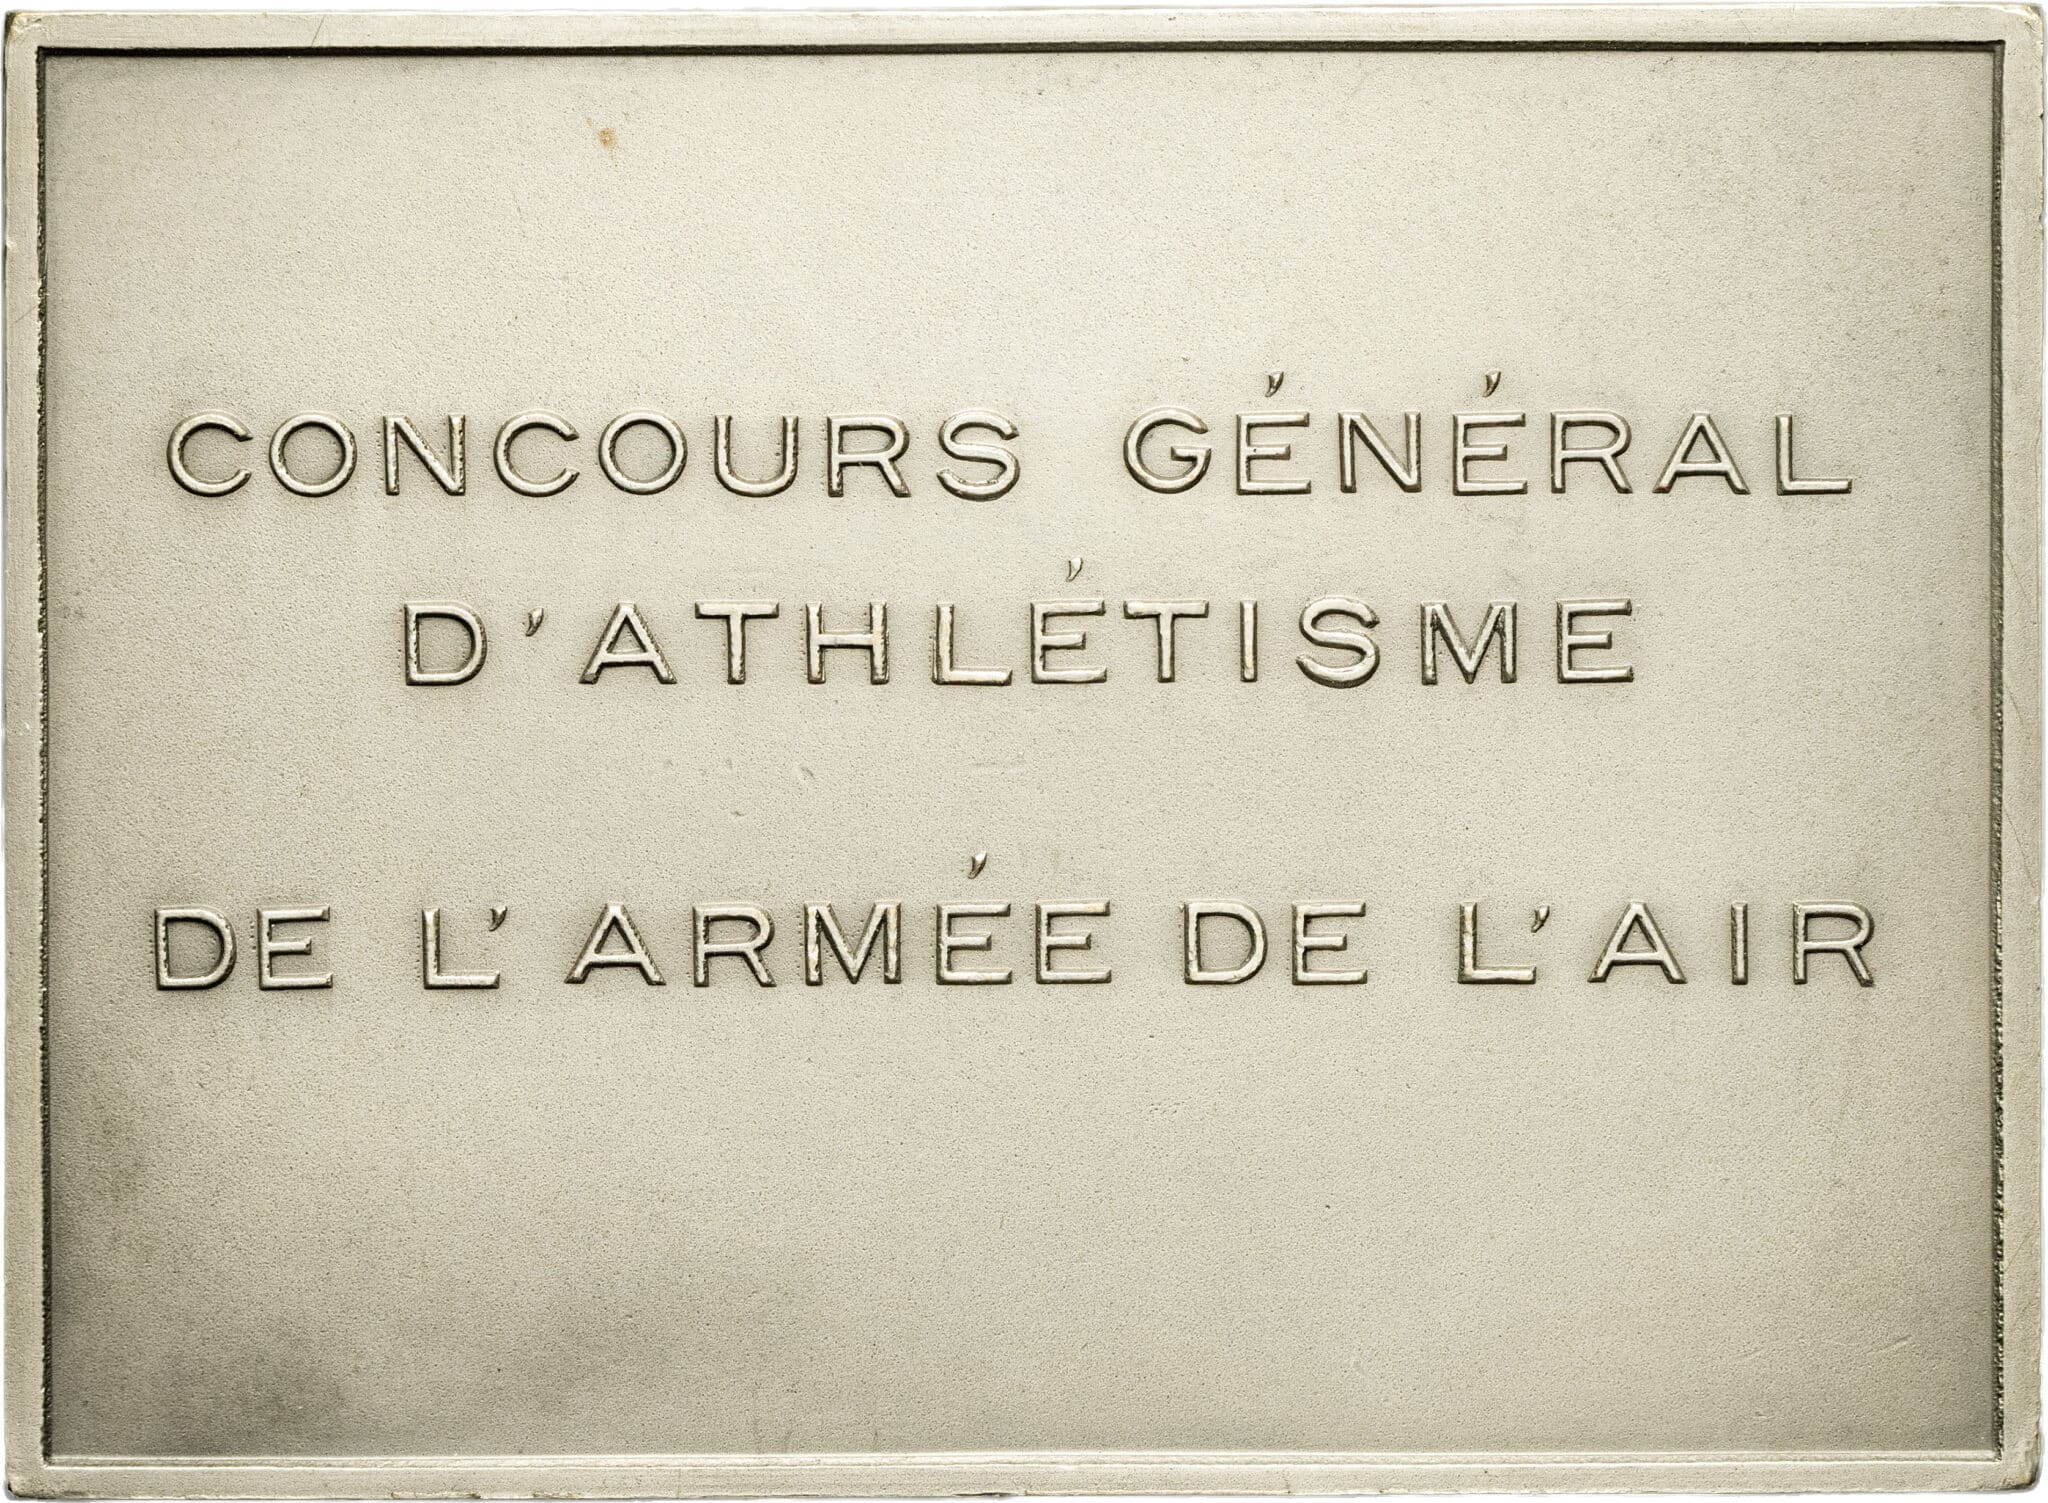 CONCOURS GÉNÉRAL
D'ATHLÉTISME
DE L'ARMÉE DE L'AIR